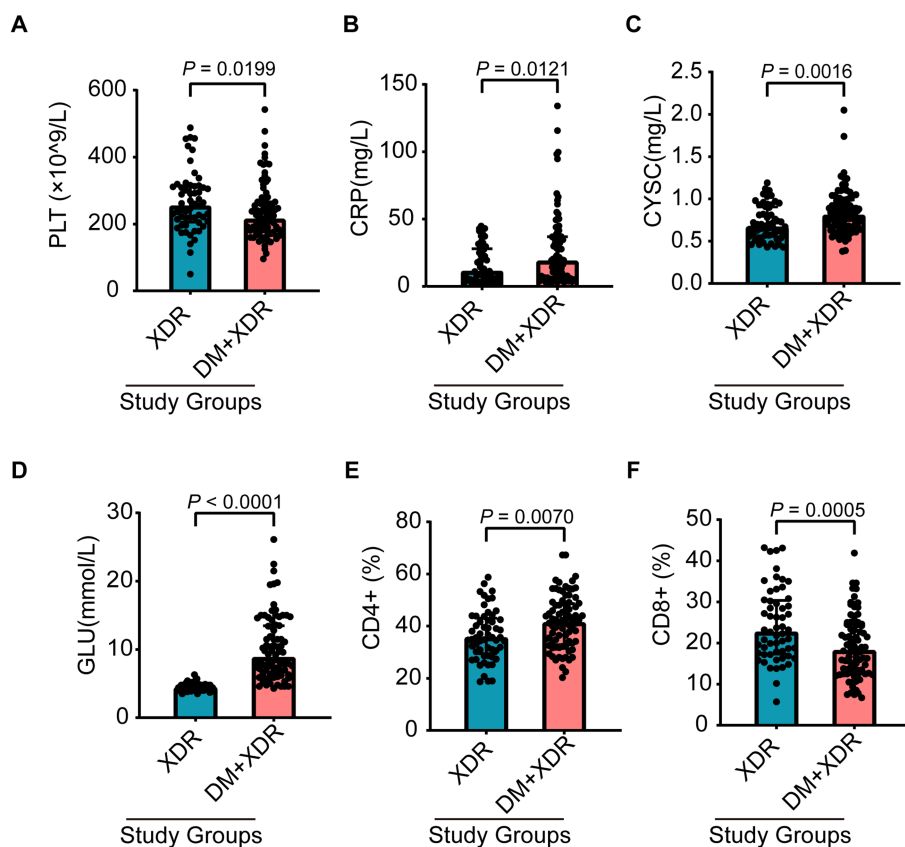 A
P = 0.0199
PLT (×10^9/L)
600
400
200
0
XDR
DM+XDR
Study Groups
B
P = 0.0121
CRP(mg/L)
150
100
50
0
XDR
DM+XDR
Study Groups
C
P = 0.0016
CYSC(mg/L)
2.5
2.0
1.5
1.0
0.5
0.0
XDR
DM+XDR
Study Groups
D
P < 0.0001
GLU(mmol/L)
30
20
10
0
XDR
DM+XDR
Study Groups
E
P = 0.0070
CD4+ (%)
80
60
40
20
0
XDR
DM+XDR
Study Groups
F
P = 0.0005
CD8+ (%)
50
40
30
20
10
0
XDR
DM+XDR
Study Groups